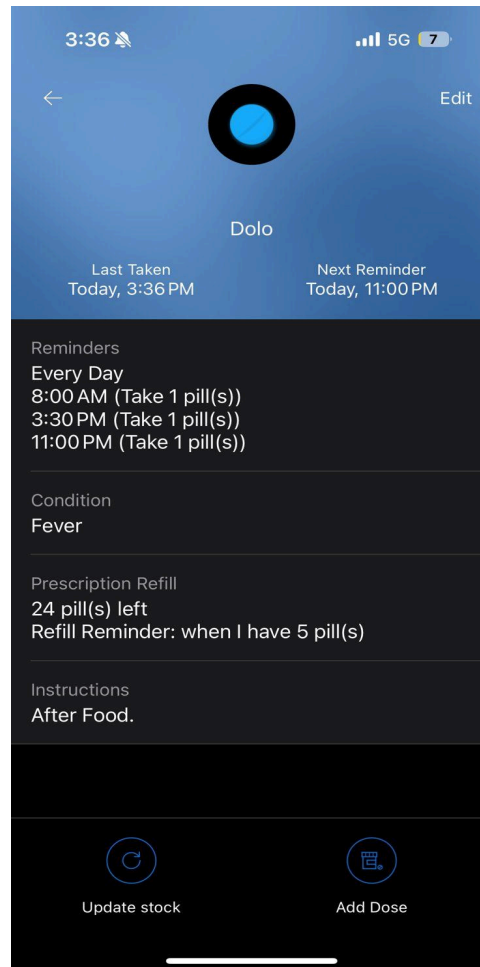 3:36
5G 7
Edit
Dolo
Last Taken
Today, 3:36 PM
Next Reminder
Today, 11:00 PM
Reminders
Every Day
8:00 AM (Take 1 pill(s))
3:30 PM (Take 1 pill(s))
11:00 PM (Take 1 pill(s))
Condition
Fever
Prescription Refill
24 pill(s) left
Refill Reminder: when I have 5 pill(s)
Instructions
After Food.
Update stock
Add Dose